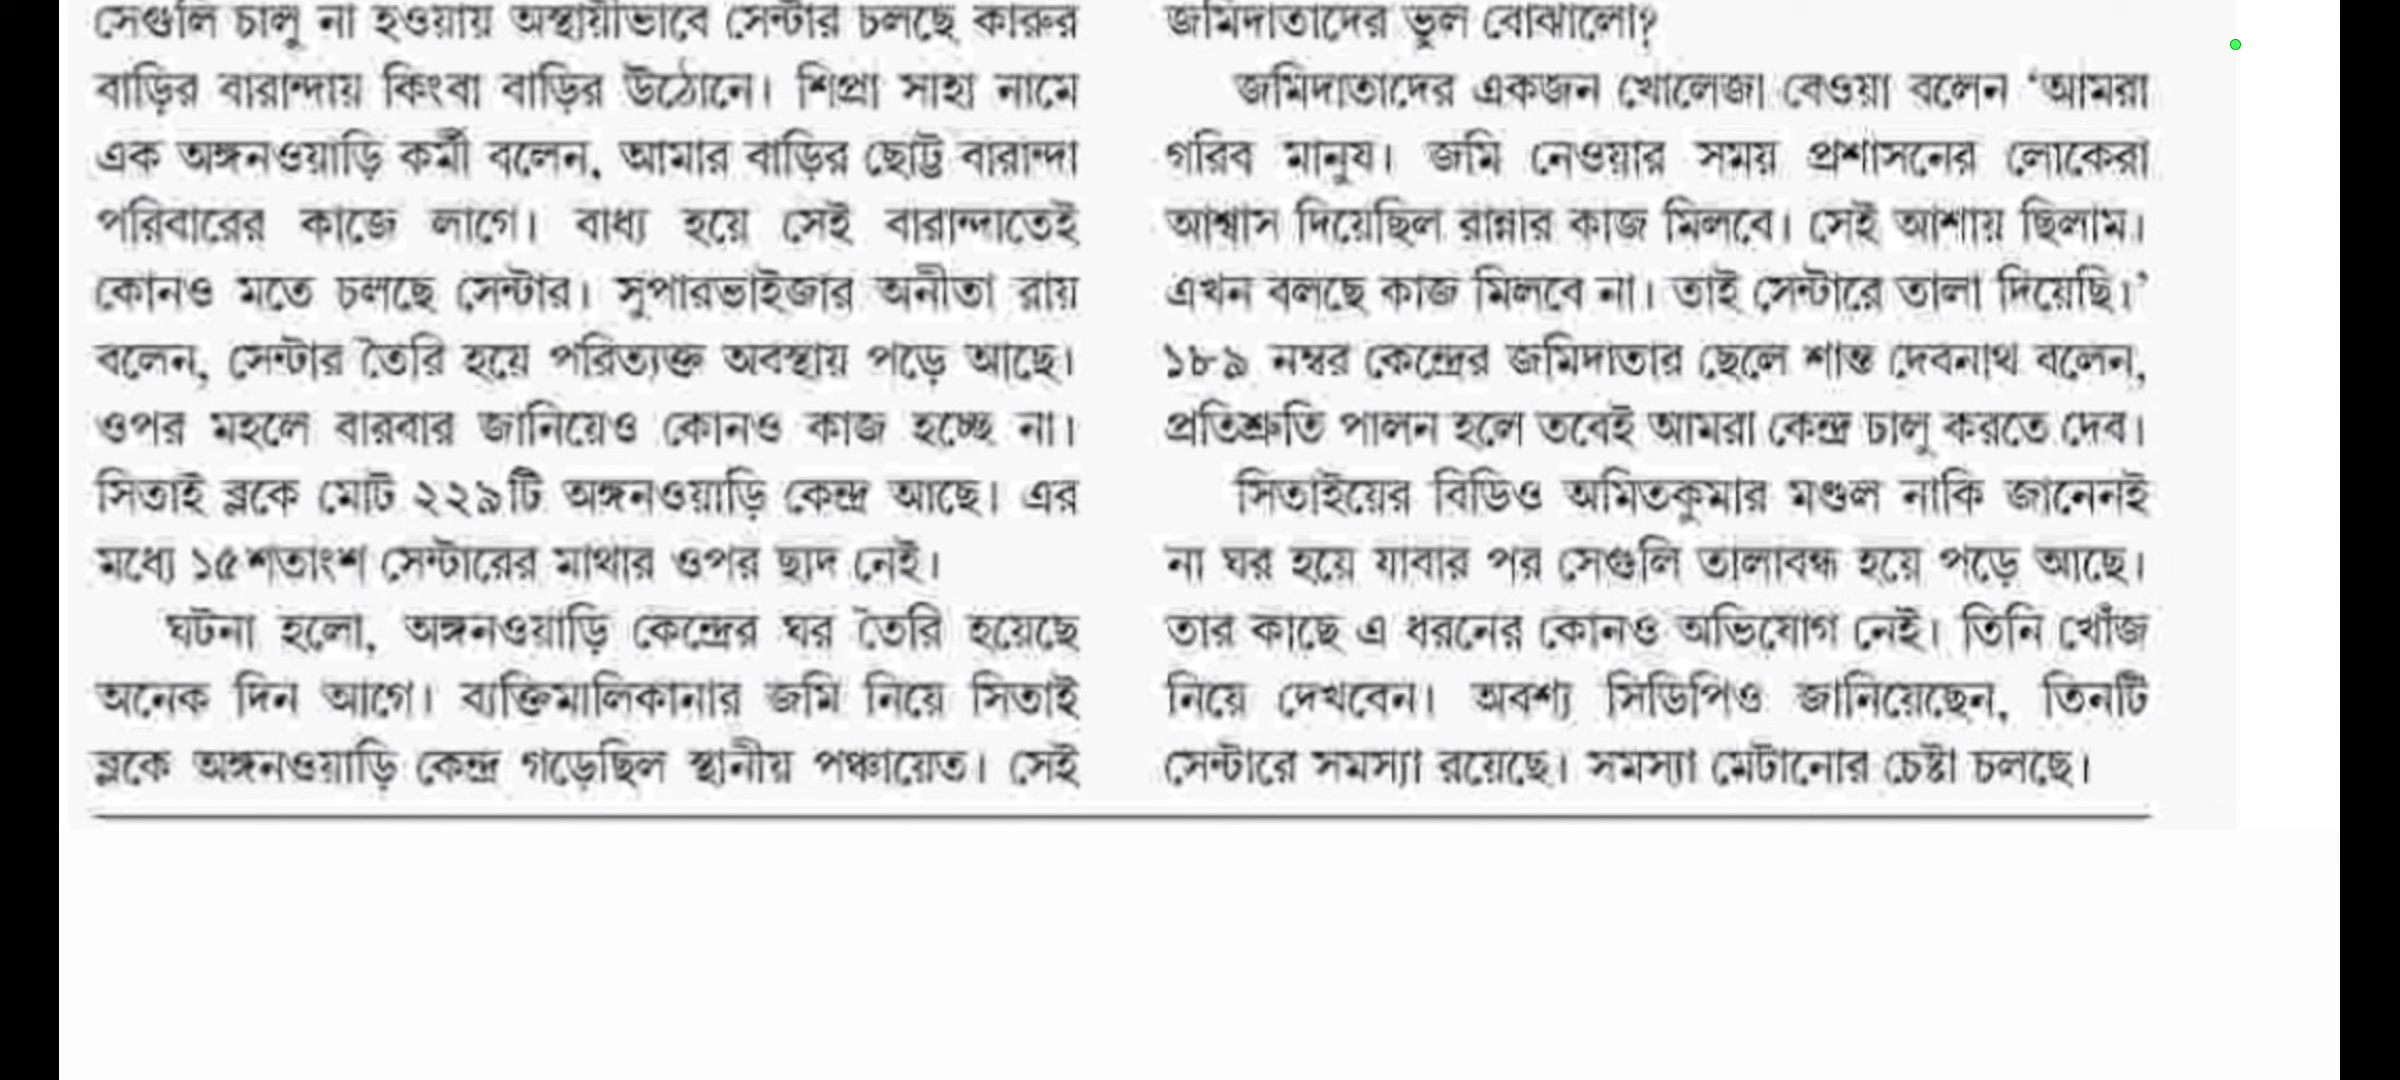 সেগুলি চালু না হওয়ায় অস্থায়ীভাবে সেন্টার চলছে কারুর
বাড়ির বারান্দায় কিংবা বাড়ির উঠোনে। শিপ্রা সাহা নামে
এক অঙ্গনওয়াড়ি কর্মী বলেন, আমার বাড়ির ছোট্ট বারান্দা
পরিবারের কাজে লাগে। বাধ্য হয়ে সেই বারান্দাতেই
কোনও মতে চলছে সেন্টার। সুপারভাইজার অনীতা রায়
বলেন, সেন্টার তৈরি হয়ে পরিত্যক্ত অবস্থায় পড়ে আছে।
ওপর মহলে বারবার জানিয়েও কোনও কাজ হচ্ছে না।
সিতাই ব্লকে মোট ২২৯টি অঙ্গনওয়াড়ি কেন্দ্র আছে। এর
মধ্যে ১৫শতাংশ সেন্টারের মাথার ওপর ছাদ নেই।
ঘটনা হলো, অঙ্গনওয়াড়ি কেন্দ্রের ঘর তৈরি হয়েছে
অনেক দিন আগে। ব্যক্তিমালিকানার জমি নিয়ে সিতাই
ব্লকে অঙ্গনওয়াড়ি কেন্দ্র গড়েছিল স্থানীয় পঞ্চায়েত। সেই
জমিদাতাদের ভুল বোঝালো?
জমিদাতাদের একজন খোলেজা বেওয়া বলেন ‘আমরা
গরিব মানুষ। জমি নেওয়ার সময় প্রশাসনের লোকেরা
আশ্বাস দিয়েছিল রান্নার কাজ মিলবে। সেই আশায় ছিলাম।
এখন বলছে কাজ মিলবে না। তাই সেন্টারে তালা দিয়েছি।’
১৮৯ নম্বর কেন্দ্রের জমিদাতার ছেলে শান্ত দেবনাথ বলেন,
প্রতিশ্রুতি পালন হলে তবেই আমরা কেন্দ্র চালু করতে দেব।
সিতাইয়ের বিডিও অমিতকুমার মণ্ডল নাকি জানেনই
না ঘর হয়ে যাবার পর সেগুলি তালাবন্ধ হয়ে পড়ে আছে।
তার কাছে এ ধরনের কোনও অভিযোগ নেই। তিনি খোঁজ
নিয়ে দেখবেন। অবশ্য সিডিপিও জানিয়েছেন, তিনটি
সেন্টারে সমস্যা রয়েছে। সমস্যা মেটানোর চেষ্টা চলছে।